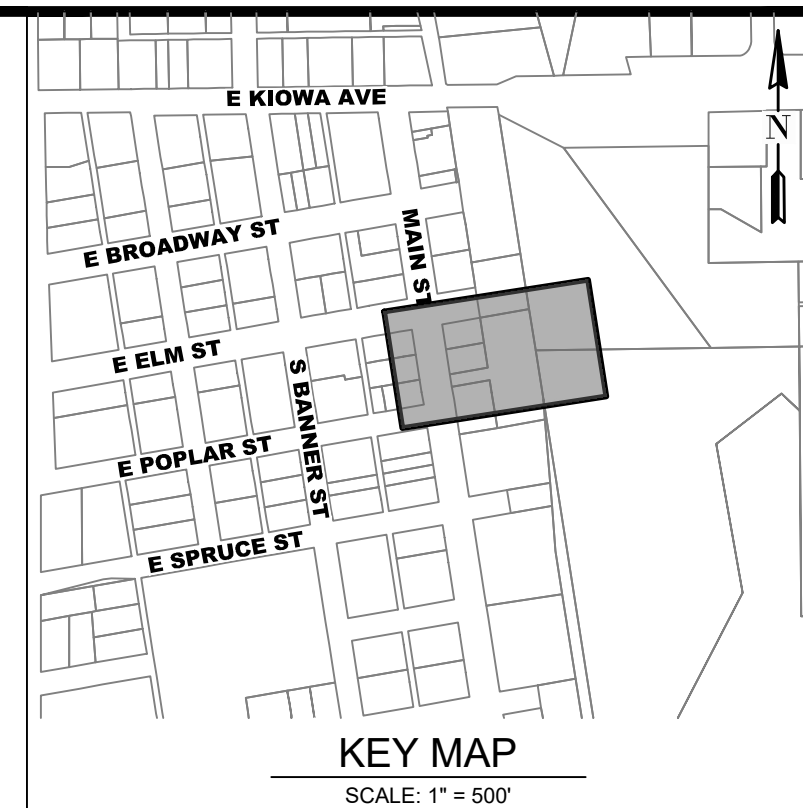 E KIOWA AVE
N
MAIN ST
E BROADWAY ST
E ELM ST
S BANNER ST
E POPLAR ST
E SPRUCE ST
KEY MAP
SCALE: 1" = 500'